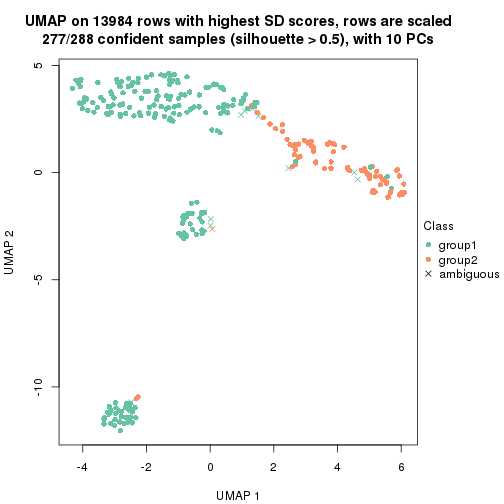 UMAP on 13984 rows with highest SD scores, rows are scaled
277/288 confident samples (silhouette > 0.5), with 10 PCs
5
0
-5
-10
UMAP 2
-4
-2
0
2
4
6
UMAP 1
Class
group1
group2
ambiguous